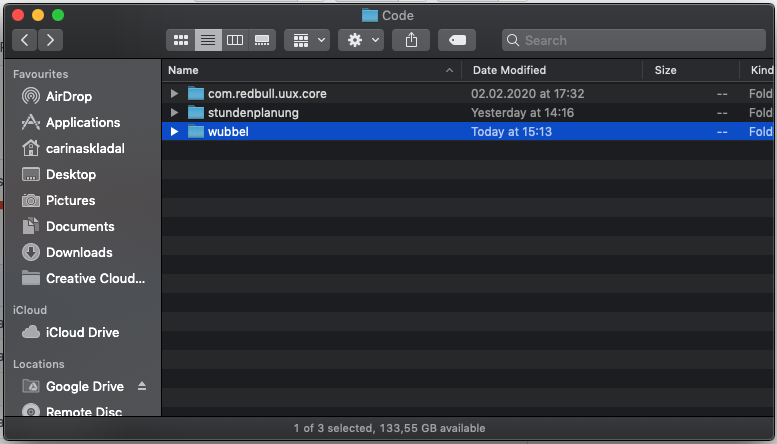 Code
Search
Favourites
AirDrop
Applications
carinaskladal
Desktop
Pictures
Documents
Downloads
Creative Cloud...
iCloud
iCloud Drive
Locations
Google Drive
Remote Disc
Name Date Modified Size Kind
com.redbull.uux.core 02.02.2020 at 17:32 -- Fold
stundenplanung Yesterday at 14:16 -- Fold
wubbel Today at 15:13 -- Fold
1 of 3 selected, 133,55 GB available